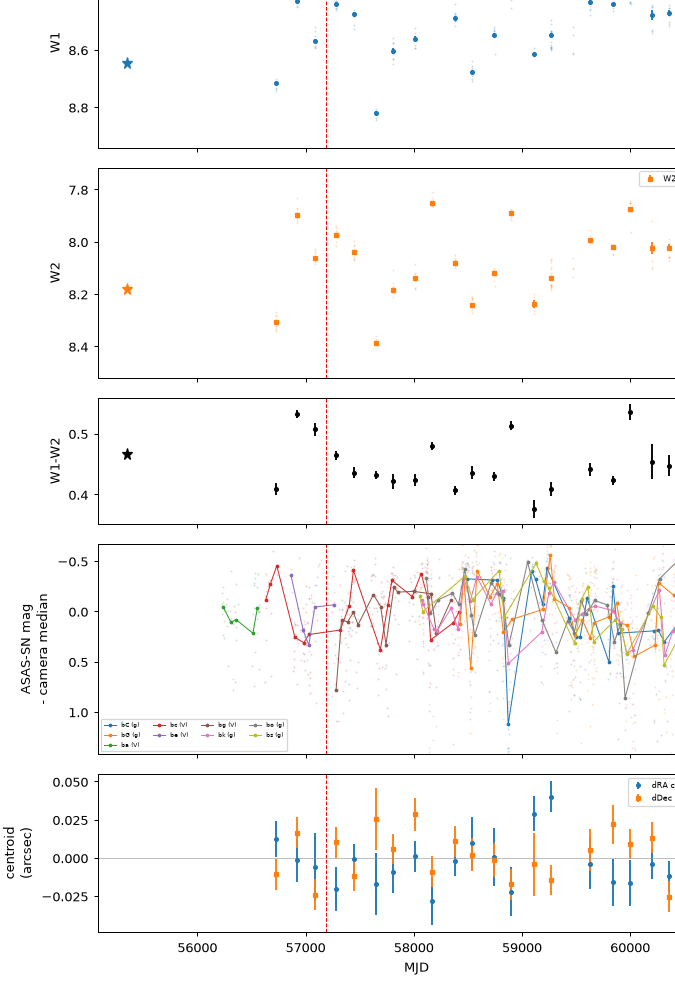 W1
8.6
8.8
W2
7.8
8.0
8.2
8.4
W2
W1-W2
0.5
0.4
ASAS-SN mag
- camera median
−0.5
0.0
0.5
1.0
bC (g)
bG (g)
ba (V)
bc (V)
be (V)
bg (V)
bk (g)
bo (g)
bs (g)
centroid
(arcsec)
0.050
0.025
0.000
−0.025
dRA c
dDec
56000
57000
58000
59000
60000
MJD